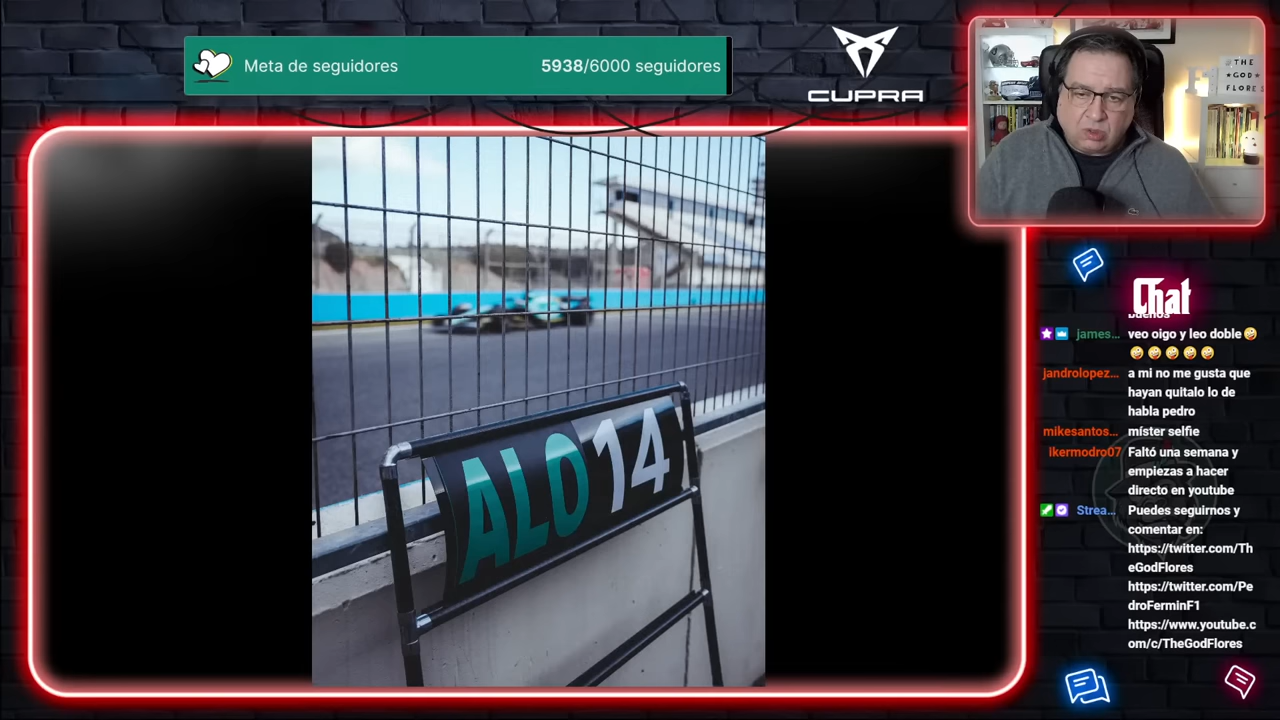 Meta de seguidores
5938/6000 seguidores
CUPRA
THE
GOD
FLORES
ALO 14
Chat
buenos
james...
veo oigo y leo doble
jandrolopez...
a mi no me gusta que
hayan quitalo lo de
habla pedro
mikesantos...
míster selfie
ikermodro07
Faltó una semana y
empiezas a hacer
directo en youtube
Strea...
Puedes seguirnos y
comentar en:
https://twitter.com/Th
eGodFlores
https://twitter.com/Pe
droFerminF1
https://www.youtube.c
om/c/TheGodFlores